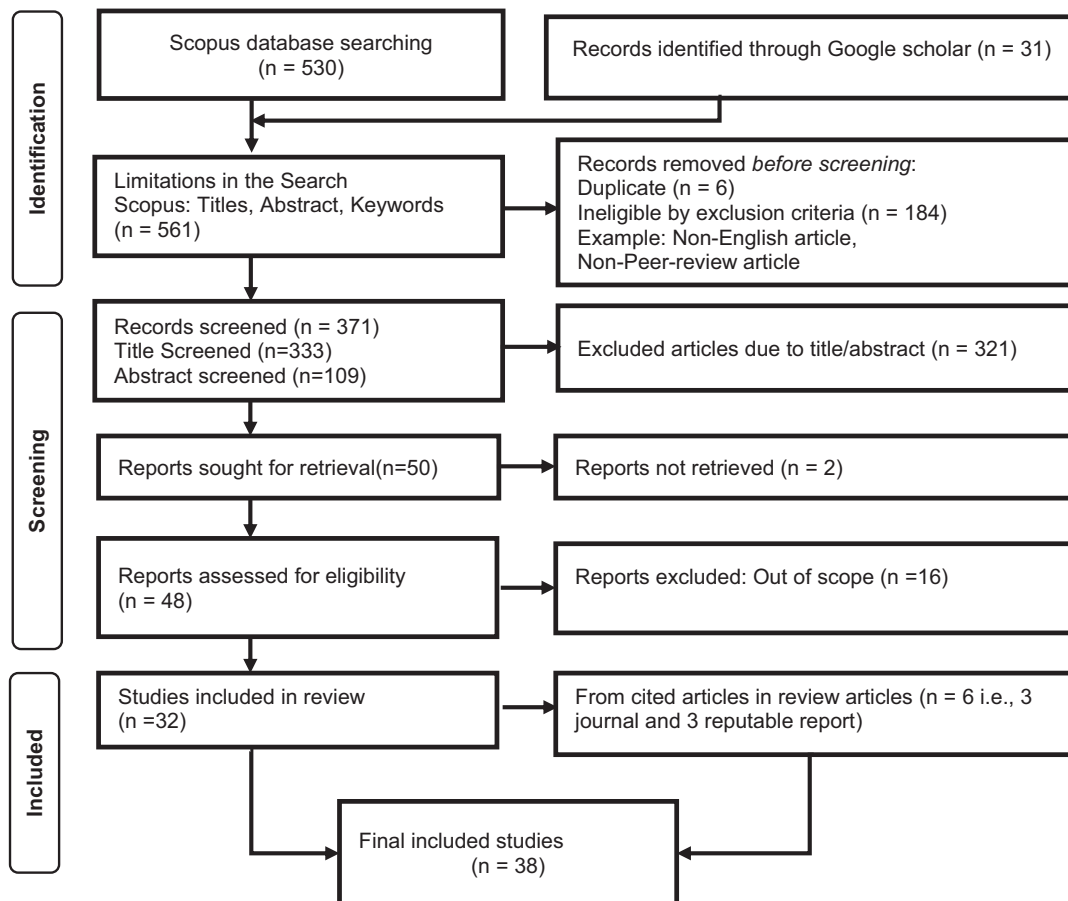 Identification
Scopus database searching
(n = 530)
Records identified through Google scholar (n = 31)
Limitations in the Search
Scopus: Titles, Abstract, Keywords
(n = 561)
Records removed before screening:
Duplicate (n = 6)
Ineligible by exclusion criteria (n = 184)
Example: Non-English article,
Non-Peer-review article
Screening
Records screened (n = 371)
Title Screened (n=333)
Abstract screened (n=109)
Excluded articles due to title/abstract (n = 321)
Reports sought for retrieval(n=50)
Reports not retrieved (n = 2)
Reports assessed for eligibility
(n = 48)
Reports excluded: Out of scope (n =16)
Included
Studies included in review
(n =32)
From cited articles in review articles (n = 6 i.e., 3
journal and 3 reputable report)
Final included studies
(n = 38)